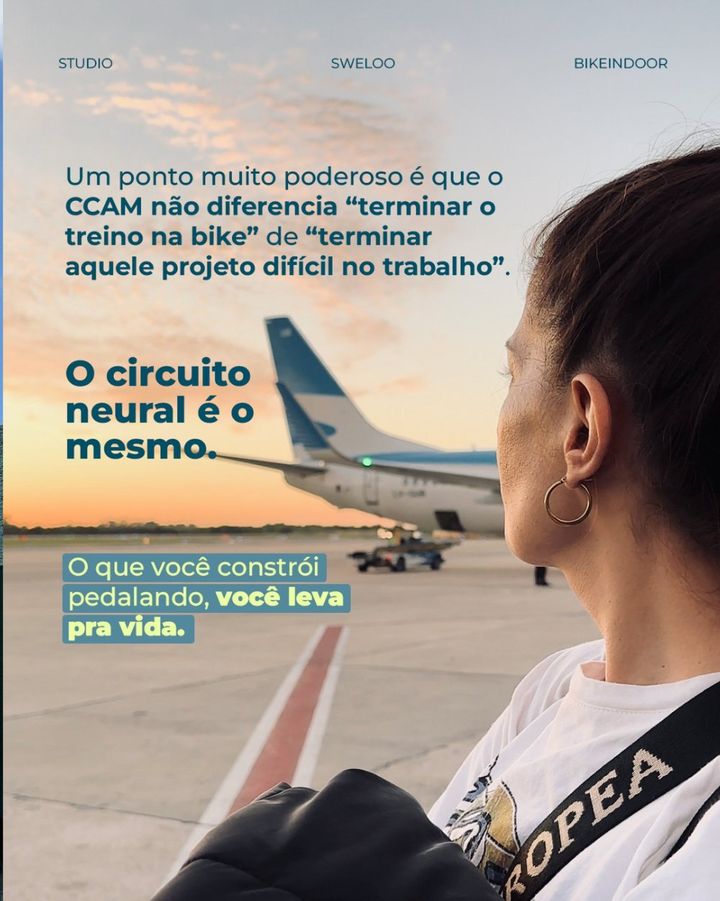 STUDIO SWELOO BIKEINDOOR
Um ponto muito poderoso é que o
CCAM não diferencia “terminar o
treino na bike” de “terminar
aquele projeto difícil no trabalho”.
O circuito
neural é o
mesmo.
O que você constrói
pedalando, você leva
pra vida.
ROPEA